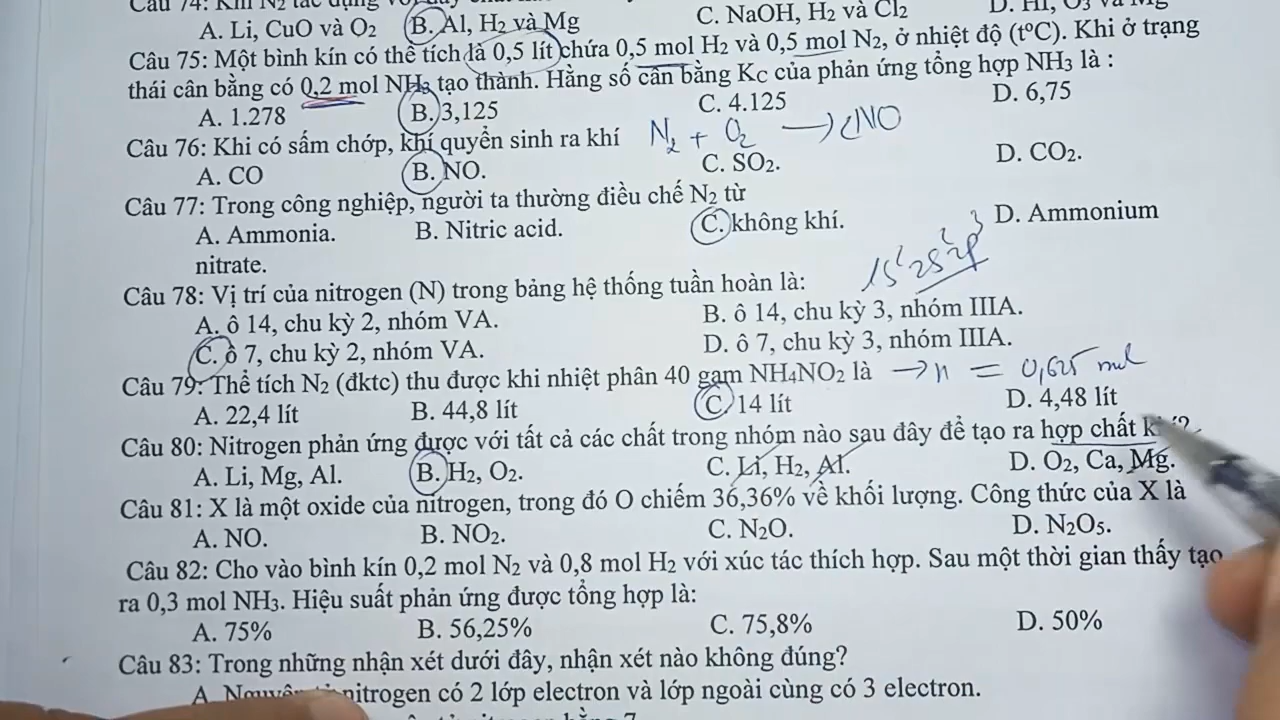 Câu 74: Khí N₂ tác dụng với
A. Li, CuO và O₂ B. Al, H₂ và Mg C. NaOH, H₂ và Cl₂ D. HI, O₃ và Mg
Câu 75: Một bình kín có thể tích là 0,5 lít chứa 0,5 mol H₂ và 0,5 mol N₂, ở nhiệt độ (t⁰C). Khi ở trạng
thái cân bằng có 0,2 mol NH₃ tạo thành. Hằng số cân bằng K_C của phản ứng tổng hợp NH₃ là :
A. 1.278 B. 3,125 C. 4.125 D. 6,75
Câu 76: Khi có sấm chớp, khí quyển sinh ra khí N₂ + O₂ → 2NO
A. CO B. NO. C. SO₂. D. CO₂.
Câu 77: Trong công nghiệp, người ta thường điều chế N₂ từ
A. Ammonia. B. Nitric acid. C. không khí. D. Ammonium
nitrate.
1s²2s²2p³
Câu 78: Vị trí của nitrogen (N) trong bảng hệ thống tuần hoàn là:
A. ô 14, chu kỳ 2, nhóm VA. B. ô 14, chu kỳ 3, nhóm IIIA.
C. ô 7, chu kỳ 2, nhóm VA. D. ô 7, chu kỳ 3, nhóm IIIA.
Câu 79: Thể tích N₂ (đktc) thu được khi nhiệt phân 40 gam NH₄NO₂ là → n = 0,625 mol
A. 22,4 lít B. 44,8 lít C. 14 lít D. 4,48 lít
Câu 80: Nitrogen phản ứng được với tất cả các chất trong nhóm nào sau đây để tạo ra hợp chất
A. Li, Mg, Al. B. H₂, O₂. C. Li, H₂, Al. D. O₂, Ca, Mg.
Câu 81: X là một oxide của nitrogen, trong đó O chiếm 36,36% về khối lượng. Công thức của X là
A. NO. B. NO₂. C. N₂O. D. N₂O₅.
Câu 82: Cho vào bình kín 0,2 mol N₂ và 0,8 mol H₂ với xúc tác thích hợp. Sau một thời gian thấy tạo
ra 0,3 mol NH₃. Hiệu suất phản ứng được tổng hợp là:
A. 75% B. 56,25% C. 75,8% D. 50%
Câu 83: Trong những nhận xét dưới đây, nhận xét nào không đúng?
A. nitrogen có 2 lớp electron và lớp ngoài cùng có 3 electron.